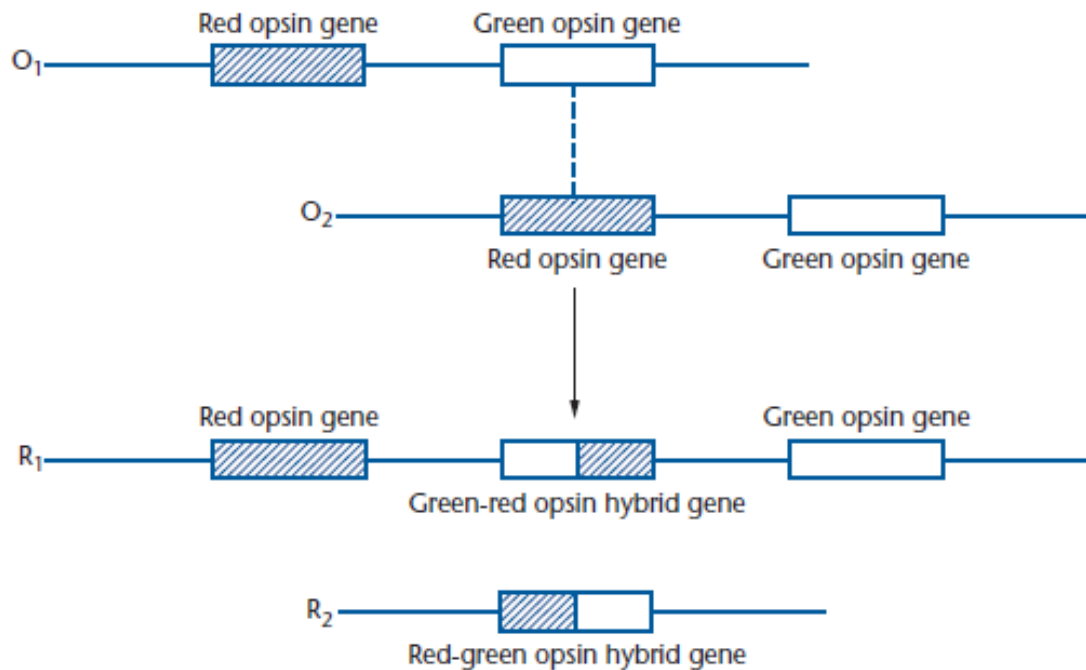 Red opsin gene Green opsin gene
O1
O2
Red opsin gene Green opsin gene
Red opsin gene Green opsin gene
R1
Green-red opsin hybrid gene
R2
Red-green opsin hybrid gene